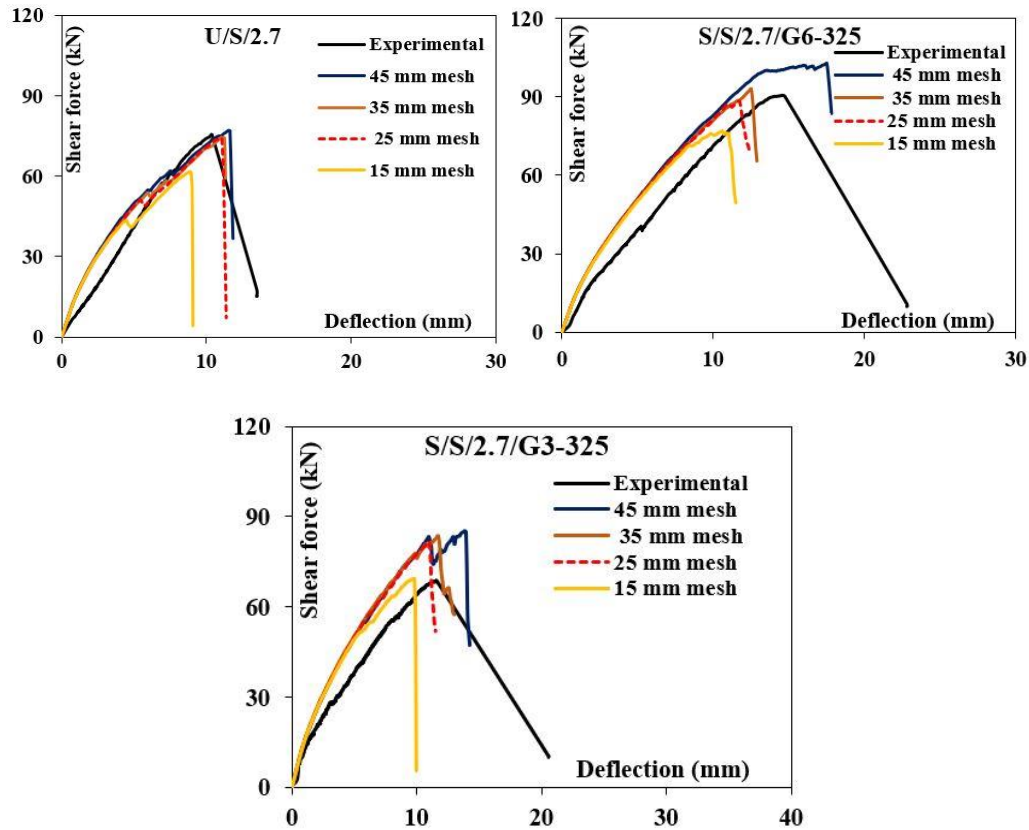 U/S/2.7
Shear force (kN)
120
90
60
30
0
Experimental
45 mm mesh
35 mm mesh
25 mm mesh
15 mm mesh
Deflection (mm)
0 10 20 30
S/S/2.7/G6-325
Shear force (kN)
120
90
60
30
0
Experimental
45 mm mesh
35 mm mesh
25 mm mesh
15 mm mesh
Deflection (mm)
0 10 20 30
S/S/2.7/G3-325
Shear force (kN)
120
90
60
30
0
Experimental
45 mm mesh
35 mm mesh
25 mm mesh
15 mm mesh
Deflection (mm)
0 10 20 30 40